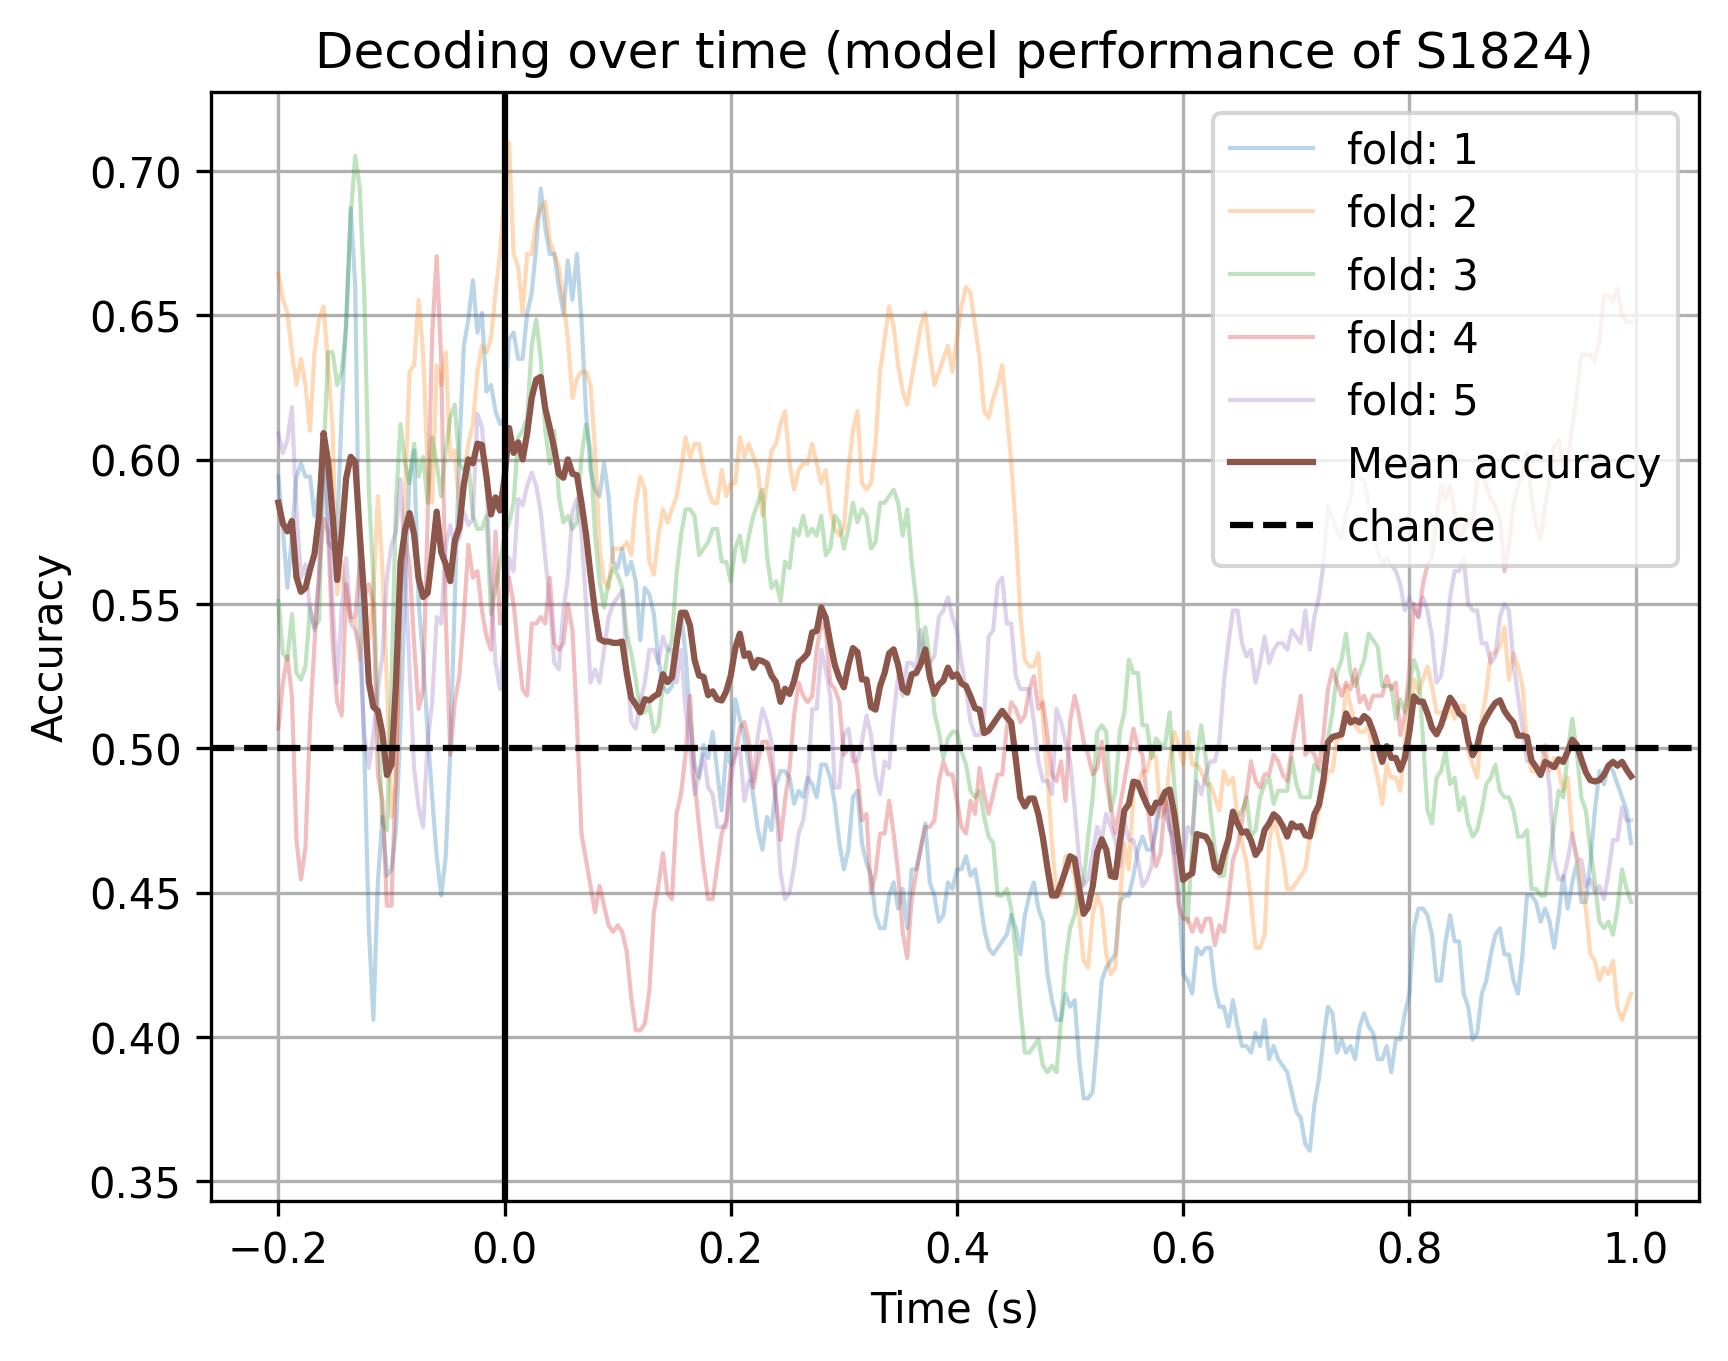 Decoding over time (model performance of S1824)
fold: 1
fold: 2
fold: 3
fold: 4
fold: 5
Mean accuracy
chance
Accuracy
0.70
0.65
0.60
0.55
0.50
0.45
0.40
0.35
−0.2 0.0 0.2 0.4 0.6 0.8 1.0
Time (s)